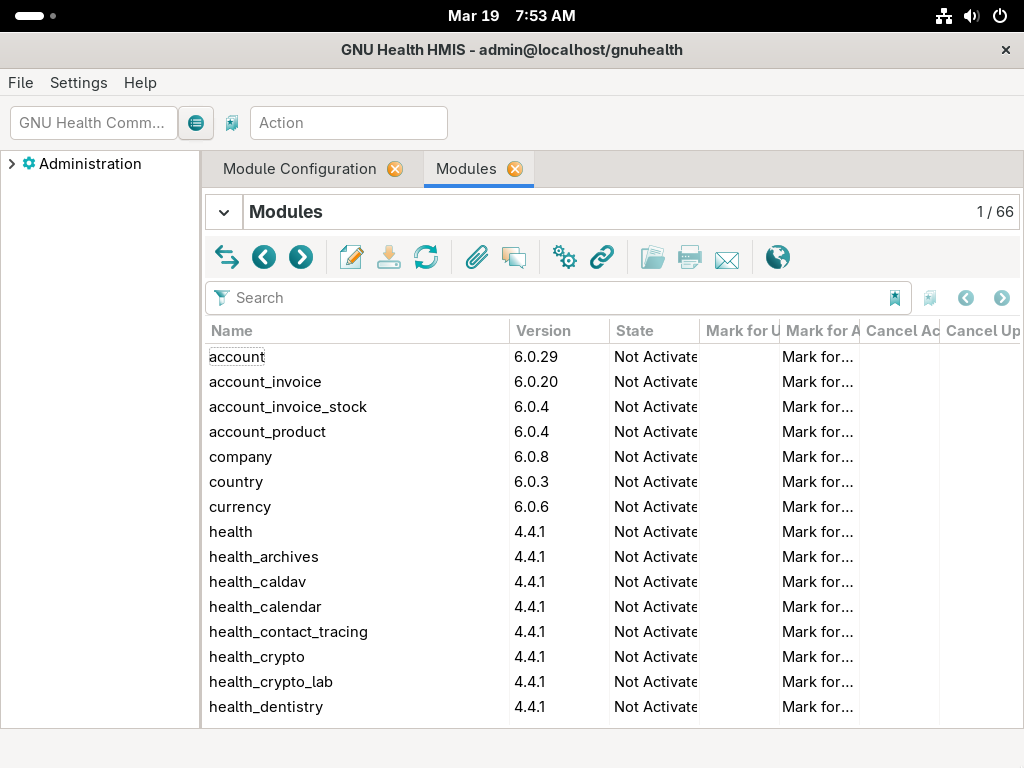 Mar 19 7:53 AM
GNU Health HMIS - admin@localhost/gnuhealth
File Settings Help
GNU Health Comm... Action
Administration
Module Configuration Modules
Modules 1 / 66
Search
Name Version State Mark for U Mark for A Cancel Ac Cancel Up
account 6.0.29 Not Activate Mark for...
account_invoice 6.0.20 Not Activate Mark for...
account_invoice_stock 6.0.4 Not Activate Mark for...
account_product 6.0.4 Not Activate Mark for...
company 6.0.8 Not Activate Mark for...
country 6.0.3 Not Activate Mark for...
currency 6.0.6 Not Activate Mark for...
health 4.4.1 Not Activate Mark for...
health_archives 4.4.1 Not Activate Mark for...
health_caldav 4.4.1 Not Activate Mark for...
health_calendar 4.4.1 Not Activate Mark for...
health_contact_tracing 4.4.1 Not Activate Mark for...
health_crypto 4.4.1 Not Activate Mark for...
health_crypto_lab 4.4.1 Not Activate Mark for...
health_dentistry 4.4.1 Not Activate Mark for...